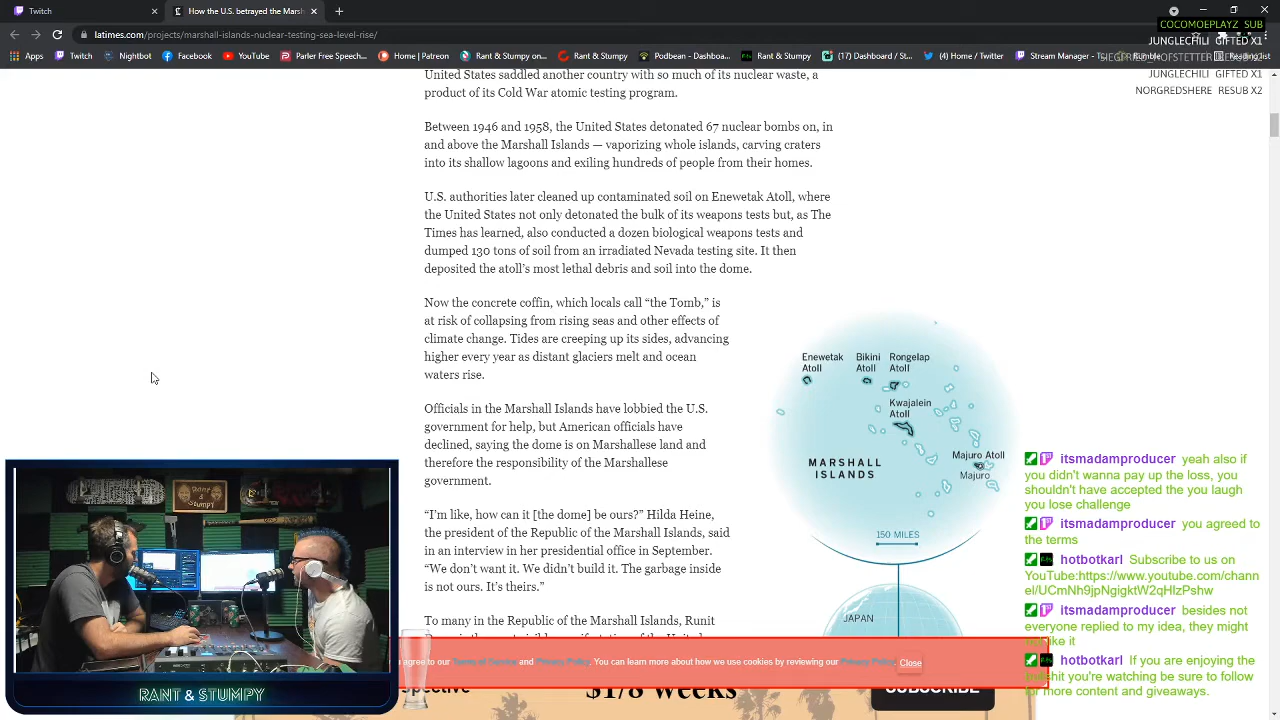 Twitch
How the U.S. betrayed the Marsh
COCOMOEPLAYZ SUB
latimes.com/projects/marshall-islands-nuclear-testing-sea-level-rise/
JUNGLECHILI GIFTED X1
Apps
Twitch
Nightbot
Facebook
YouTube
Parler Free Speech...
Home | Patreon
Rant & Stumpy on...
Rant & Stumpy
Podbean - Dashboa...
Rant & Stumpy
(17) Dashboard / St...
(4) Home / Twitter
Stream Manager - T
Reading list
JUNGLECHILI GIFTED X1
NORGREDSHERE RESUB X2
United States saddled another country with so much of its nuclear waste, a
product of its Cold War atomic testing program.
Between 1946 and 1958, the United States detonated 67 nuclear bombs on, in
and above the Marshall Islands — vaporizing whole islands, carving craters
into its shallow lagoons and exiling hundreds of people from their homes.
U.S. authorities later cleaned up contaminated soil on Enewetak Atoll, where
the United States not only detonated the bulk of its weapons tests but, as The
Times has learned, also conducted a dozen biological weapons tests and
dumped 130 tons of soil from an irradiated Nevada testing site. It then
deposited the atoll’s most lethal debris and soil into the dome.
Now the concrete coffin, which locals call “the Tomb,” is
at risk of collapsing from rising seas and other effects of
climate change. Tides are creeping up its sides, advancing
higher every year as distant glaciers melt and ocean
waters rise.
Officials in the Marshall Islands have lobbied the U.S.
government for help, but American officials have
declined, saying the dome is on Marshallese land and
therefore the responsibility of the Marshallese
government.
“I’m like, how can it [the dome] be ours?” Hilda Heine,
the president of the Republic of the Marshall Islands, said
in an interview in her presidential office in September.
“We don’t want it. We didn’t build it. The garbage inside
is not ours. It’s theirs.”
To many in the Republic of the Marshall Islands, Runit
Enewetak
Atoll
Bikini
Atoll
Rongelap
Atoll
Kwajalein
Atoll
MARSHALL
ISLANDS
Majuro Atoll
Majuro
150 MILES
JAPAN
itsmadamproducer yeah also if
you didn't wanna pay up the loss, you
shouldn't have accepted the you laugh
you lose challenge
itsmadamproducer you agreed to
the terms
hotbotkarl Subscribe to us on
YouTube:https://www.youtube.com/chann
el/UCmNh9jpNgigktW2qHlzPshw
itsmadamproducer besides not
everyone replied to my idea, they might
not like it
hotbotkarl If you are enjoying the
you're watching be sure to follow
for more content and giveaways.
agree to our Terms of Service and Privacy Policy. You can learn more about how we use cookies by reviewing our Privacy Policy. Close
$1/8 weeks
SUBSCRIBE
RANT & STUMPY